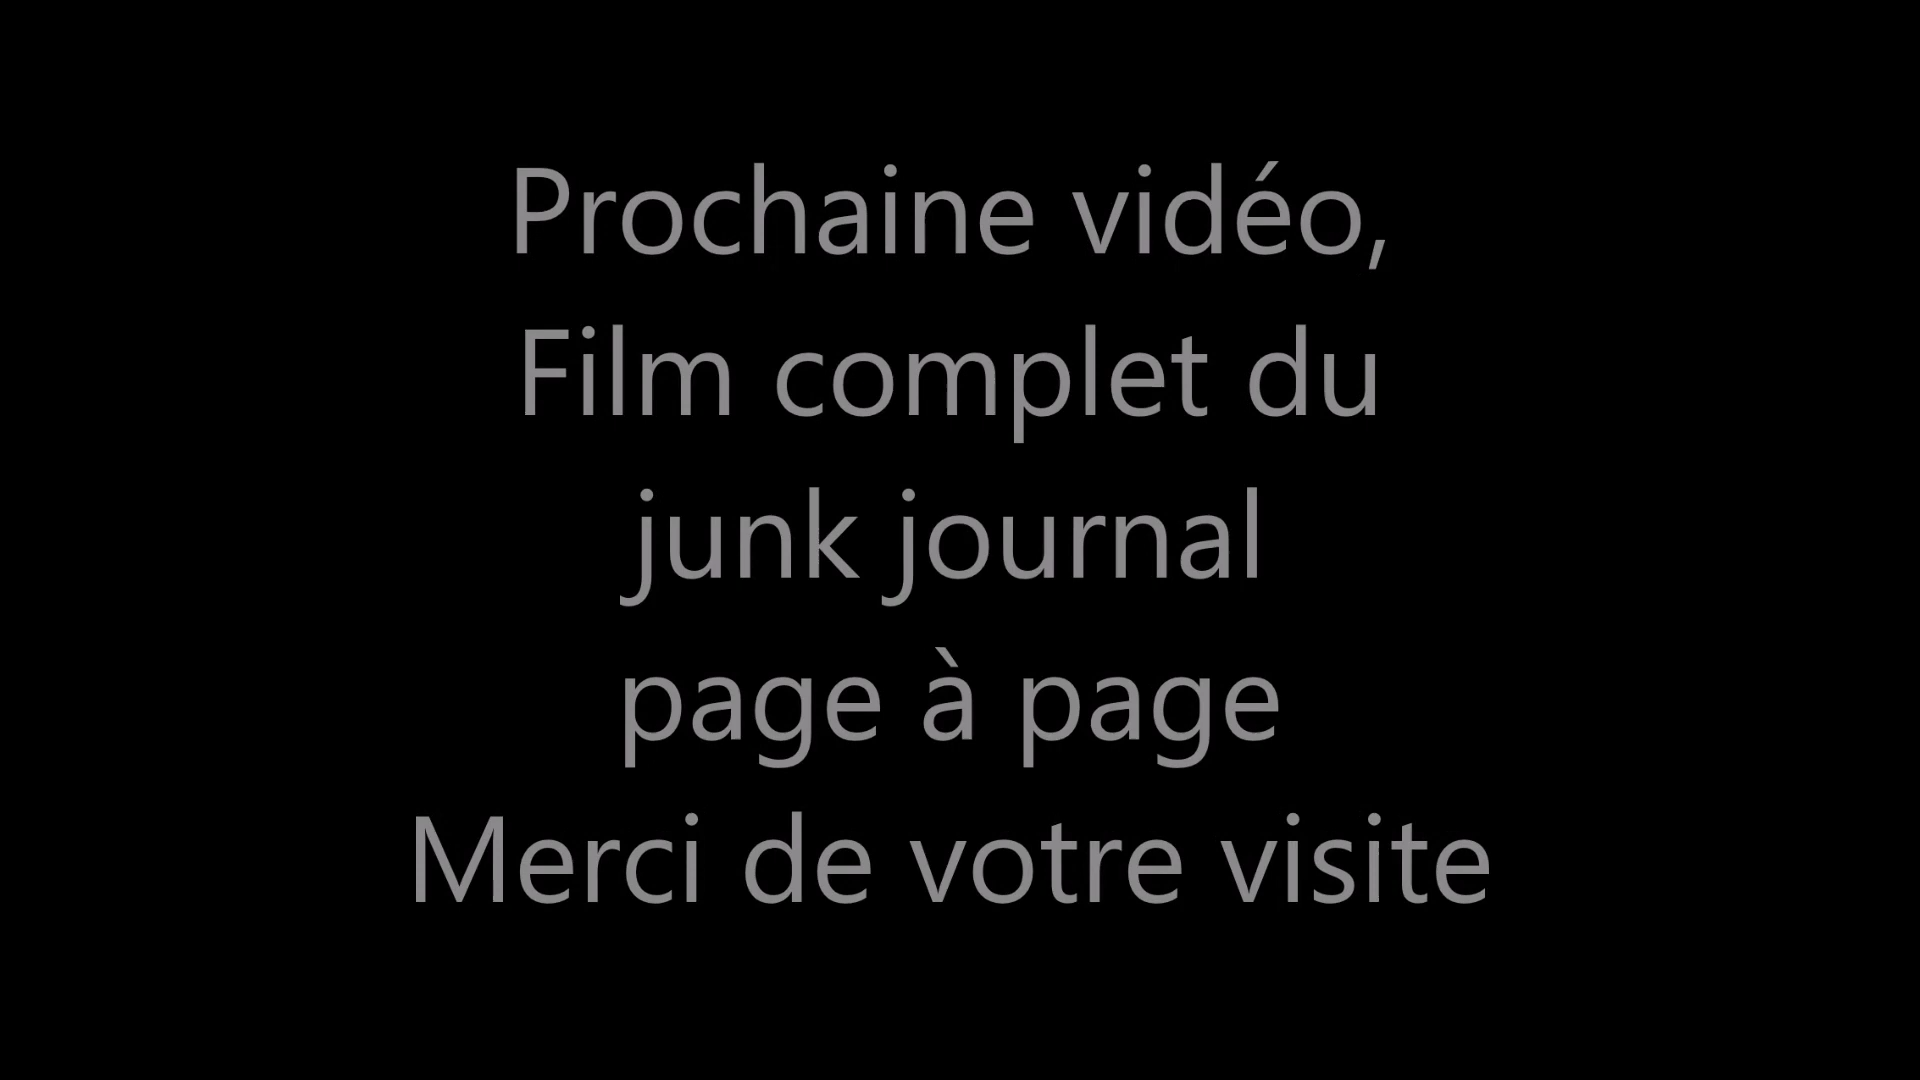 Prochaine vidéo,
Film complet du
junk journal
page à page
Merci de votre visite